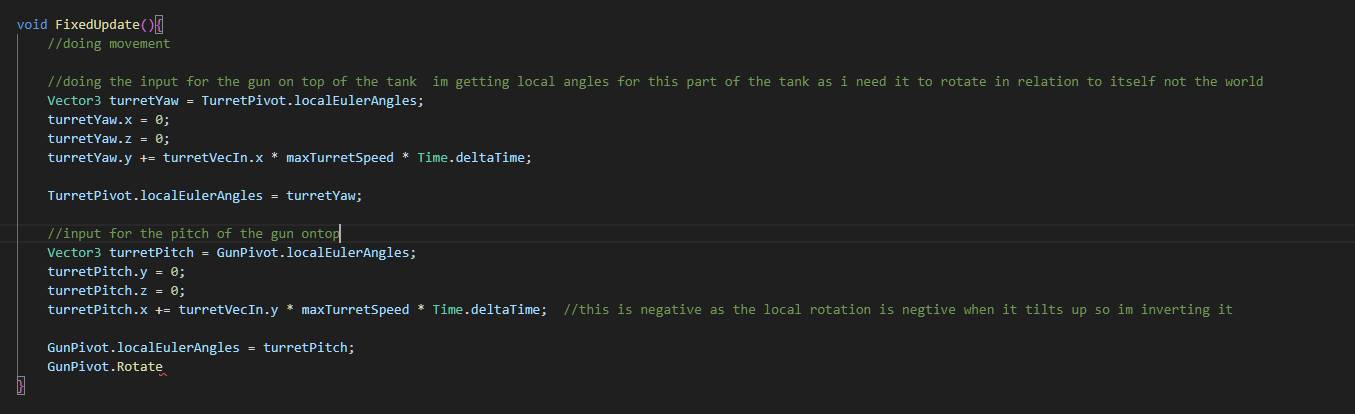 void FixedUpdate(){
//doing movement
//doing the input for the gun on top of the tank  im getting local angles for this part of the tank as i need it to rotate in relation to itself not the world
Vector3 turretYaw = TurretPivot.localEulerAngles;
turretYaw.x = 0;
turretYaw.z = 0;
turretYaw.y += turretVecIn.x * maxTurretSpeed * Time.deltaTime;
TurretPivot.localEulerAngles = turretYaw;
//input for the pitch of the gun ontop
Vector3 turretPitch = GunPivot.localEulerAngles;
turretPitch.y = 0;
turretPitch.z = 0;
turretPitch.x += turretVecIn.y * maxTurretSpeed * Time.deltaTime;  //this is negative as the local rotation is negtive when it tilts up so im inverting it
GunPivot.localEulerAngles = turretPitch;
GunPivot.Rotate
}